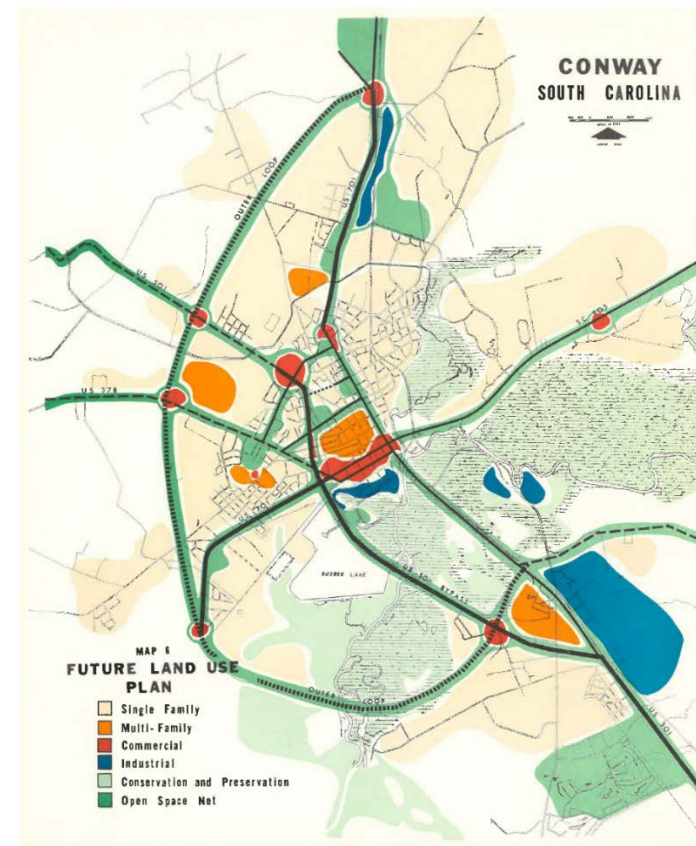 CONWAY
SOUTH CAROLINA
OUTER LOOP
US 701
US 501
SC 905
US 378
US 701
BUDDOK LAKE
US 501 BYPASS
MAP 6
FUTURE LAND USE
PLAN
Single Family
Multi-Family
Commercial
Industrial
Conservation and Preservation
Open Space Net
OUTER LOOP
US 501